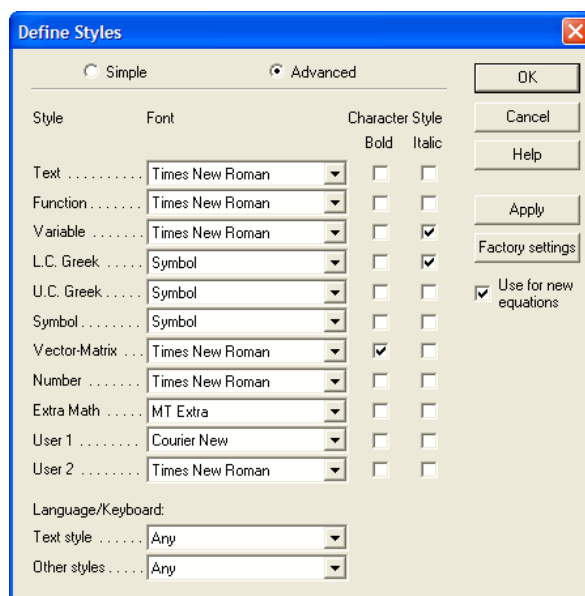 Define Styles
Simple Advanced
OK
Style Font Character Style
Cancel
Bold Italic
Help
Text .......... Times New Roman
Function ....... Times New Roman
Apply
Variable ....... Times New Roman
Factory settings
L.C. Greek ..... Symbol
Use for new
equations
U.C. Greek ..... Symbol
Symbol ........ Symbol
Vector-Matrix ... Times New Roman
Number ....... Times New Roman
Extra Math ..... MT Extra
User 1 ........ Courier New
User 2 ........ Times New Roman
Language/Keyboard:
Text style ...... Any
Other styles ..... Any